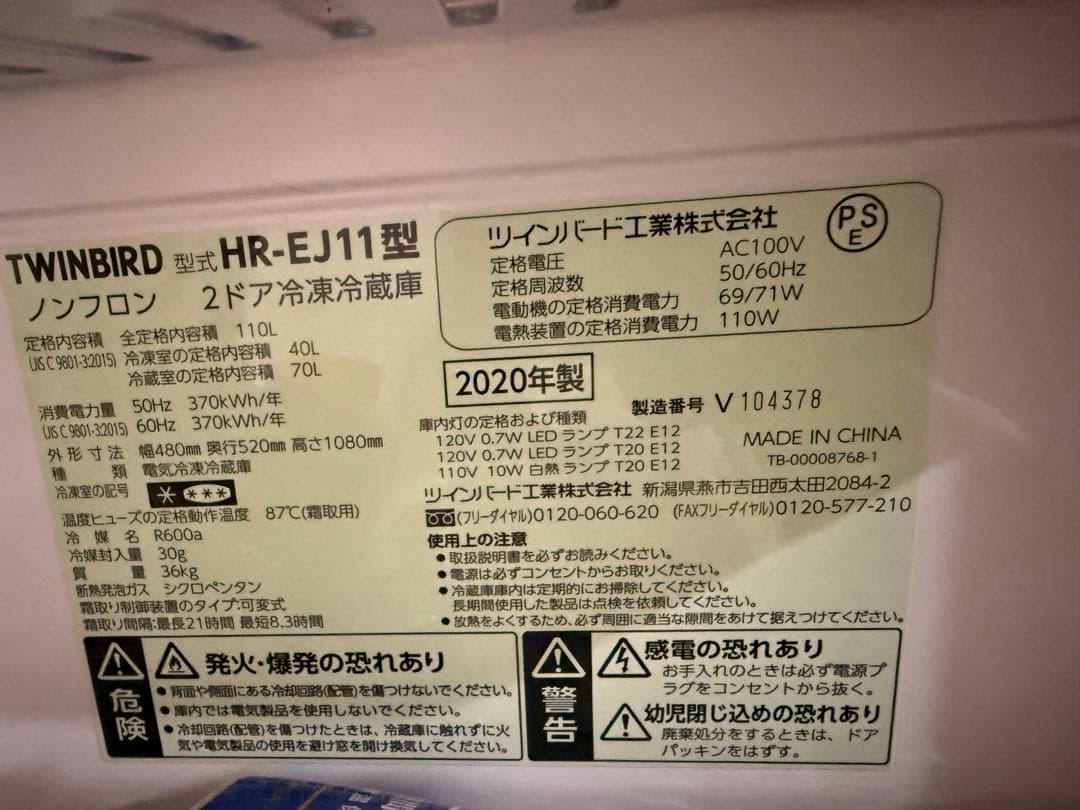 TWINBIRD 型式 HR-EJ11型
ノンフロン 2ドア冷凍冷蔵庫
定格内容積 全定格内容積 110L
(JIS C 9801-3:2015) 冷凍室の定格内容積 40L
冷蔵室の定格内容積 70L
消費電力量 50Hz 370kWh/年
(JIS C 9801-3:2015) 60Hz 370kWh/年
外形寸法 幅480mm 奥行520mm 高さ1080mm
種類 電気冷凍冷蔵庫
冷凍室の記号 * ***
温度ヒューズの定格動作温度 87℃(霜取用)
冷媒名 R600a
冷媒封入量 30g
質量 36kg
断熱発泡ガス シクロペンタン
霜取り制御装置のタイプ:可変式
霜取り間隔:最長21時間 最短8.3時間
ツインバード工業株式会社
PS
E
定格電圧 AC100V
定格周波数 50/60Hz
電動機の定格消費電力 69/71W
電熱装置の定格消費電力 110W
2020年製
製造番号 V 104378
庫内灯の定格および種類
120V 0.7W LED ランプ T22 E12
120V 0.7W LED ランプ T20 E12
110V 10W 白熱 ランプ T20 E12
MADE IN CHINA
TB-00008768-1
ツインバード工業株式会社 新潟県燕市吉田西太田2084-2
(フリーダイヤル)0120-060-620 (FAXフリーダイヤル)0120-577-210
使用上の注意
●取扱説明書を必ずお読みください。
●電源は必ずコンセントからお取りください。
●冷蔵庫庫内は定期的にお掃除してください。
長期間使用した製品は点検を依頼してください。
●放熱をよくするため、必ず周囲に適当な隙間をあけて据えつけてください。
危険
発火・爆発の恐れあり
●背面や側面にある冷却回路(配管)を傷つけないでください。
●庫内では電気製品を使用しないでください。
●冷却回路(配管)を傷つけたときは、冷蔵庫に触れずに火
気や電気製品の使用を避け窓を開け換気してください。
警告
感電の恐れあり
お手入れのときは必ず電源プ
ラグをコンセントから抜く。
幼児閉じ込めの恐れあり
廃棄処分をするときは、ドア
パッキンをはずす。